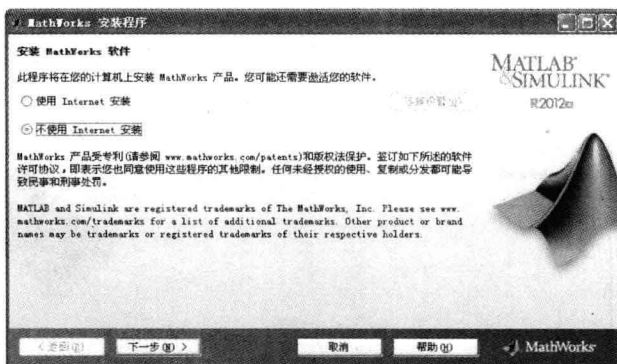 MathWorks 安装程序
安装 MathWorks 软件
MATLAB®
&SIMULINK®
R2012a
此程序将在您的计算机上安装 MathWorks 产品。您可能还需要激活您的软件。
使用 Internet 安装
不使用 Internet 安装
MathWorks 产品受专利(请参阅 www.mathworks.com/patents)和版权法保护。签订如下所述的软件
许可协议，即表示您也同意使用这些程序的其他限制。任何未经授权的使用、复制或分发都可能导
致民事和刑事处罚。
MATLAB and Simulink are registered trademarks of The MathWorks, Inc. Please see www.
mathworks.com/trademarks for a list of additional trademarks. Other product or brand
names may be trademarks or registered trademarks of their respective holders.
下一步(N) >
取消
帮助(H)
MathWorks®